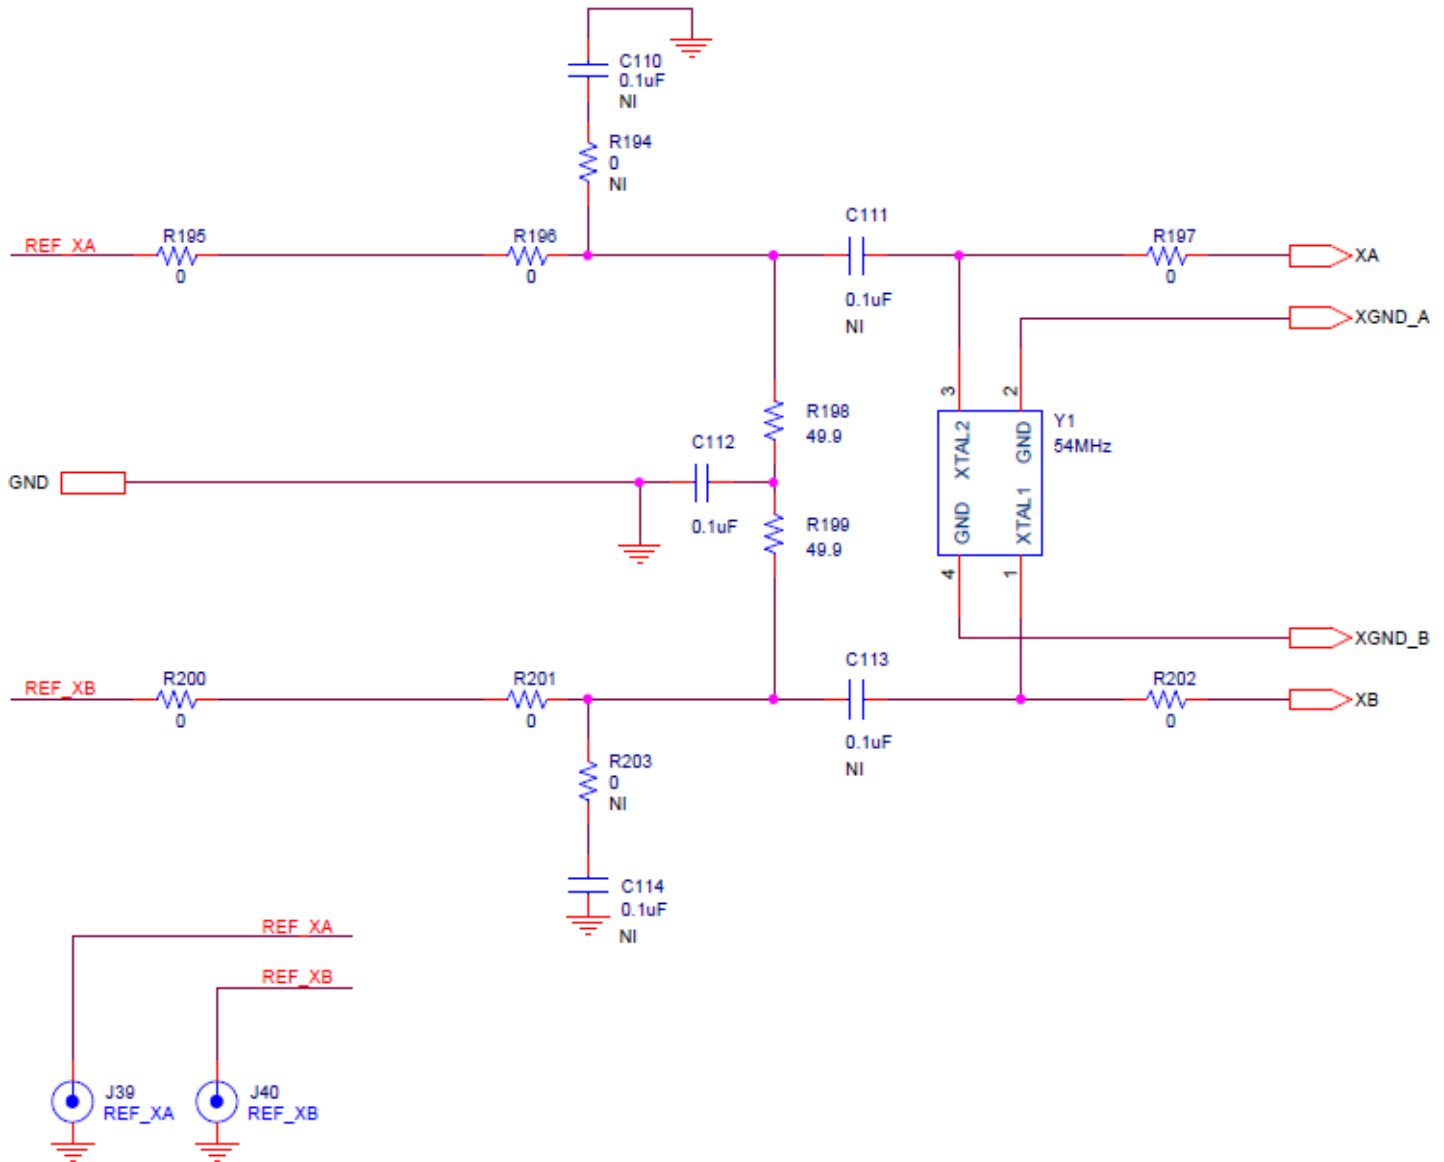 C110
0.1uF
NI
R194
0
NI
REF_XA
R195
0
R196
0
C111
0.1uF
NI
R197
0
XA
XGND_A
3
2
XTAL2
GND
GND
XTAL1
4
1
Y1
54MHz
R198
49.9
C112
0.1uF
GND
R199
49.9
XGND_B
REF_XB
R200
0
R201
0
C113
0.1uF
NI
R202
0
XB
R203
0
NI
C114
0.1uF
NI
REF_XA
REF_XB
J39
REF_XA
J40
REF_XB